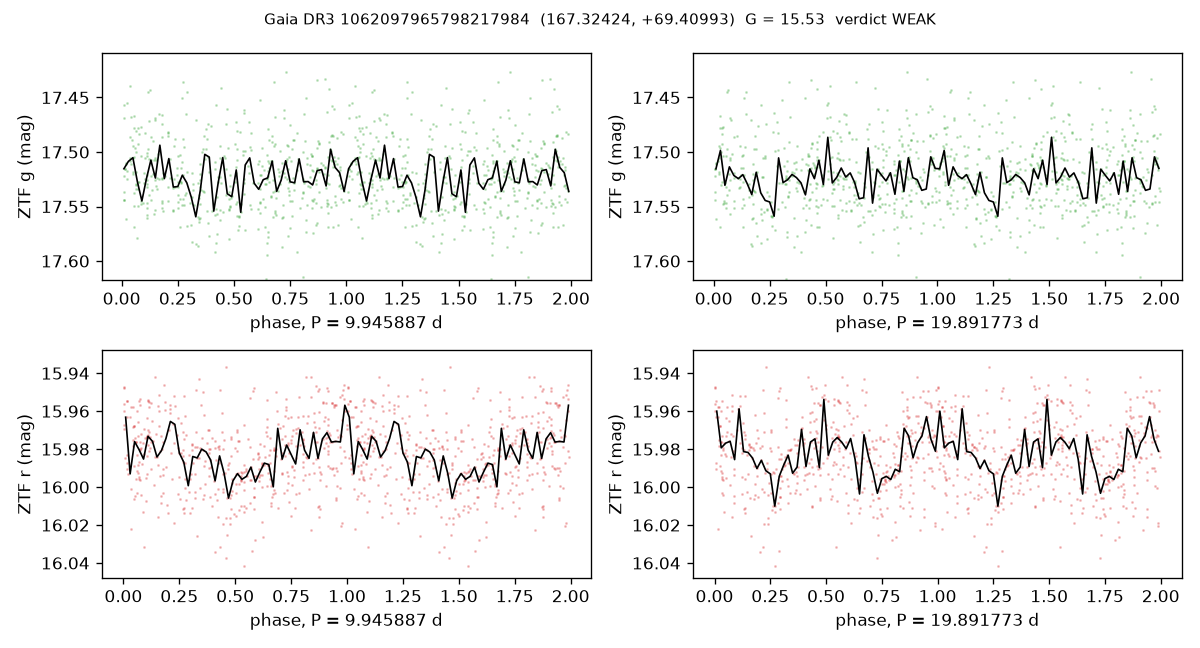 Gaia DR3 1062097965798217984  (167.32424, +69.40993)  G = 15.53  verdict WEAK
ZTF g (mag)
17.45
17.50
17.55
17.60
0.00 0.25 0.50 0.75 1.00 1.25 1.50 1.75 2.00
phase, P = 9.945887 d
ZTF g (mag)
17.45
17.50
17.55
17.60
0.00 0.25 0.50 0.75 1.00 1.25 1.50 1.75 2.00
phase, P = 19.891773 d
ZTF r (mag)
15.94
15.96
15.98
16.00
16.02
16.04
0.00 0.25 0.50 0.75 1.00 1.25 1.50 1.75 2.00
phase, P = 9.945887 d
ZTF r (mag)
15.94
15.96
15.98
16.00
16.02
16.04
0.00 0.25 0.50 0.75 1.00 1.25 1.50 1.75 2.00
phase, P = 19.891773 d